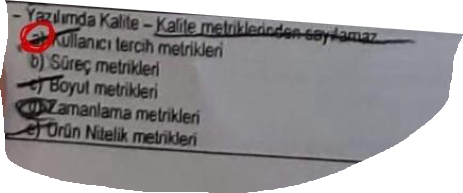 - Yazılımda Kalite – Kalite metriklerinden sayılamaz
a) Kullanıcı tercih metrikleri
b) Süreç metrikleri
c) Boyut metrikleri
d) Zamanlama metrikleri
e) Ürün Nitelik metrikleri